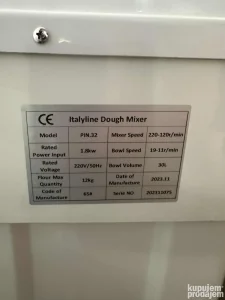 CE Italyline Dough Mixer
Model PIN.32 Mixer Speed 220-120r/min
Rated Power Input 1.8kw Bowl Speed 19-11r/min
Rated Voltage 220V/50Hz Bowl Volume 30L
Flour Max Quantity 12kg Date of Manufacture 2023.11
Code of Manufacture 654 Serie NO
kupujem
prodajem